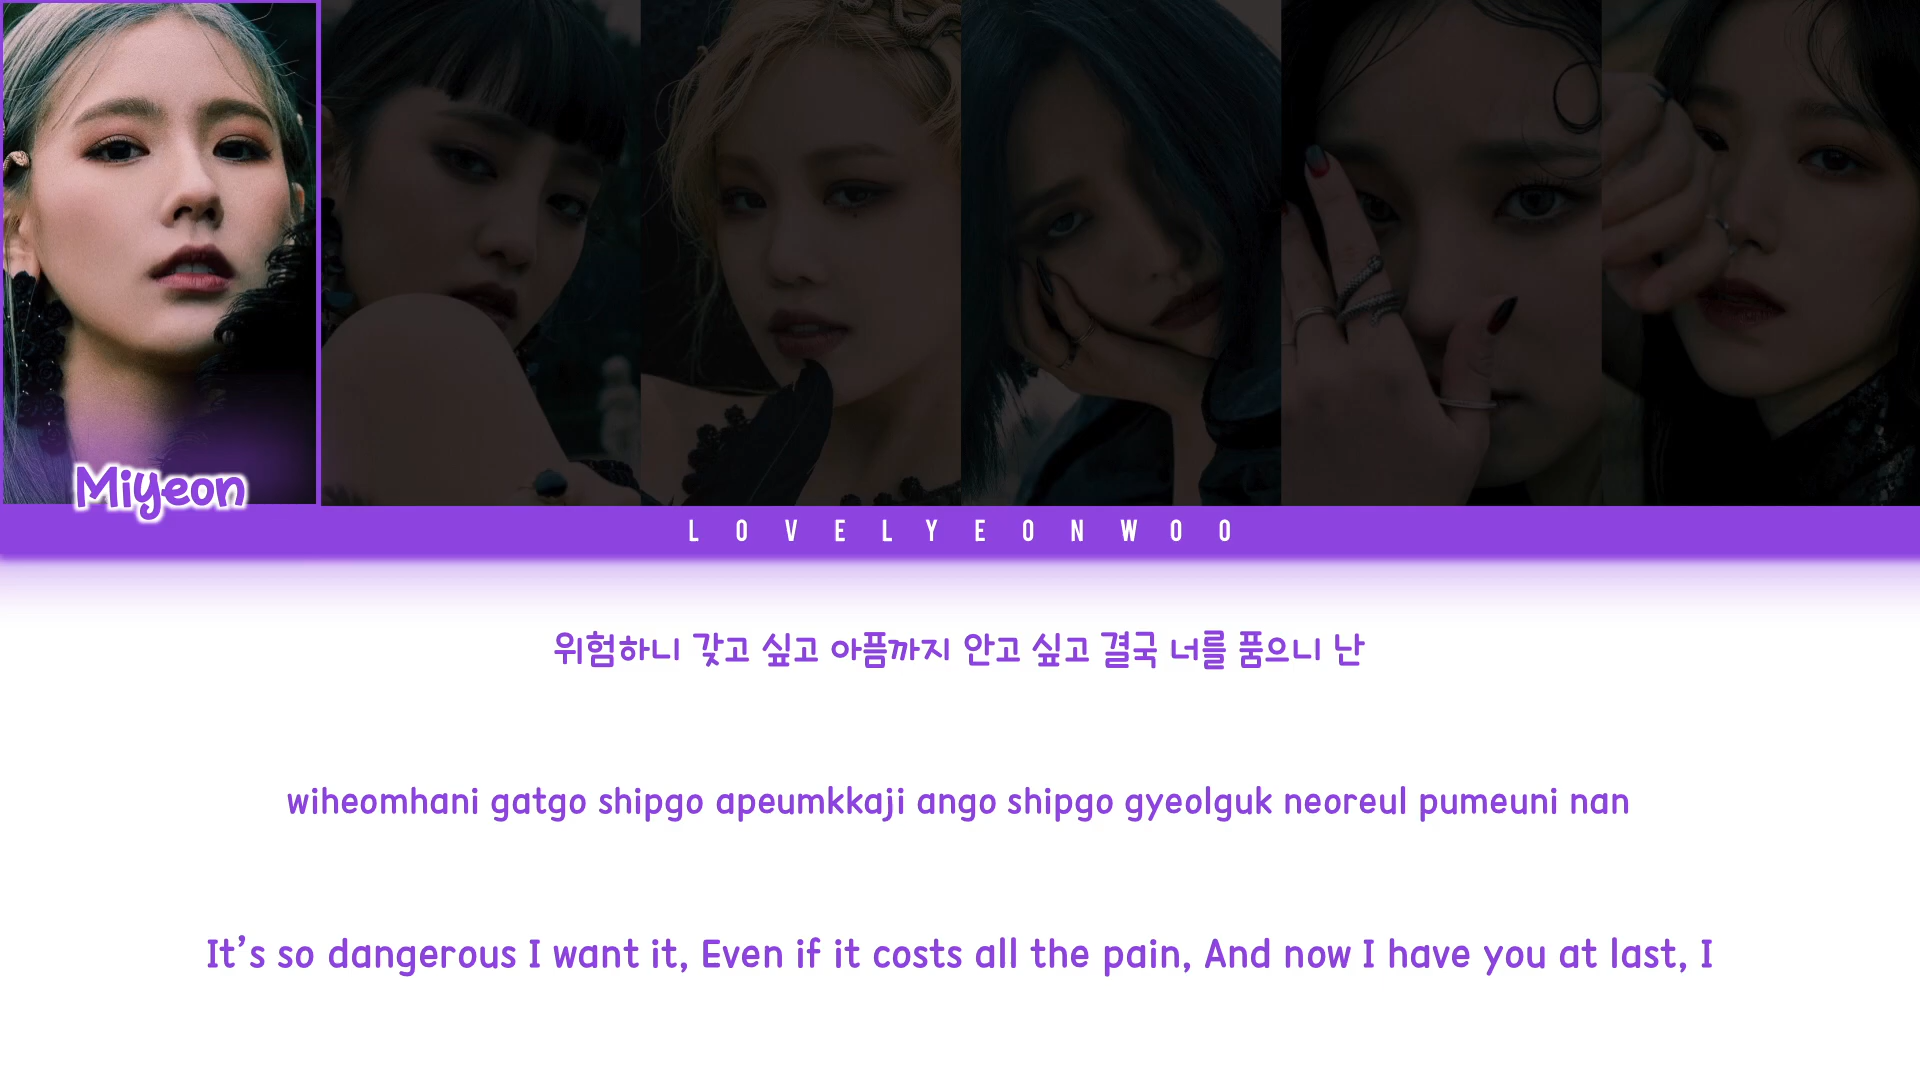 Miyeon
LOVELYEONWOO
위험하니 갖고 싶고 아픔까지 안고 싶고 결국 너를 품으니 난
wiheomhani gatgo shipgo apeumkkaji ango shipgo gyeolguk neoreul pumeuni nan
It’s so dangerous I want it, Even if it costs all the pain, And now I have you at last, I